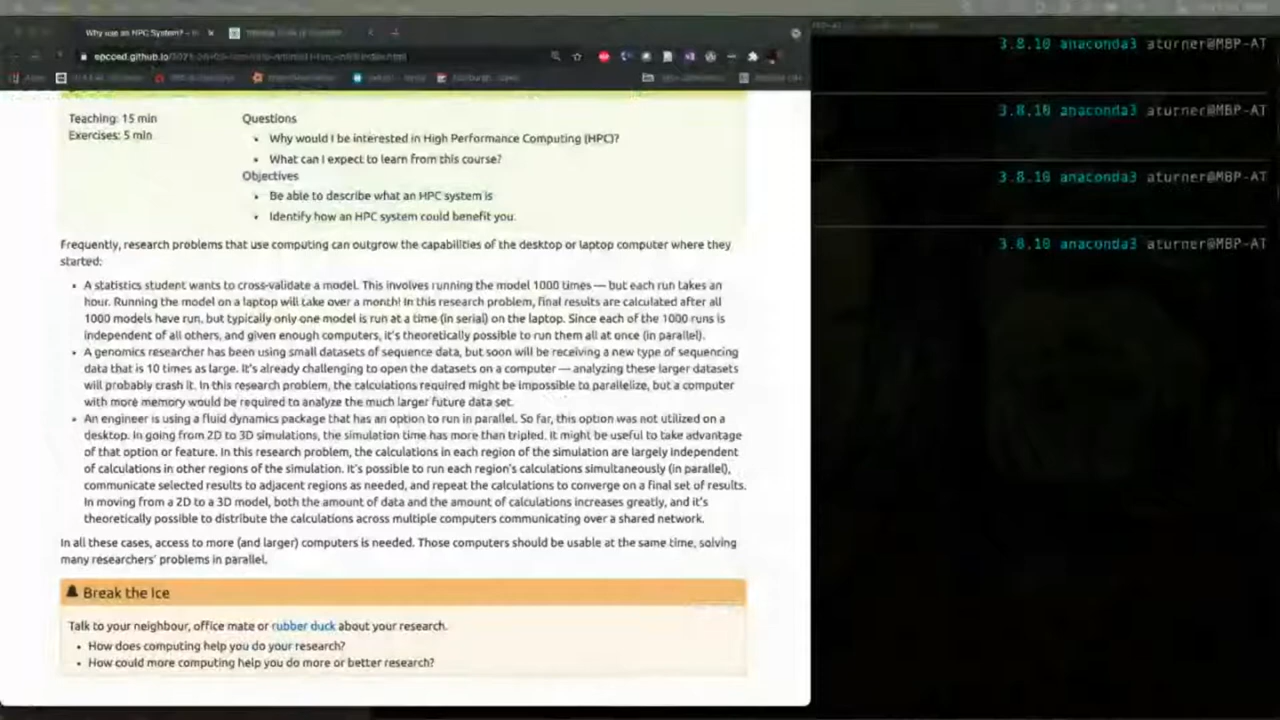 Why use an HPC System? -
epcced.github.io/
Teaching: 15 min
Exercises: 5 min
Questions
Why would I be interested in High Performance Computing (HPC)?
What can I expect to learn from this course?
Objectives
Be able to describe what an HPC system is
Identify how an HPC system could benefit you.
Frequently, research problems that use computing can outgrow the capabilities of the desktop or laptop computer where they
started:
A statistics student wants to cross-validate a model. This involves running the model 1000 times — but each run takes an
hour. Running the model on a laptop will take over a month! In this research problem, final results are calculated after all
1000 models have run, but typically only one model is run at a time (in serial) on the laptop. Since each of the 1000 runs is
independent of all others, and given enough computers, it's theoretically possible to run them all at once (in parallel).
A genomics researcher has been using small datasets of sequence data, but soon will be receiving a new type of sequencing
data that is 10 times as large. It's already challenging to open the datasets on a computer — analyzing these larger datasets
will probably crash it. In this research problem, the calculations required might be impossible to parallelize, but a computer
with more memory would be required to analyze the much larger future data set.
An engineer is using a fluid dynamics package that has an option to run in parallel. So far, this option was not utilized on a
desktop. In going from 2D to 3D simulations, the simulation time has more than tripled. It might be useful to take advantage
of that option or feature. In this research problem, the calculations in each region of the simulation are largely independent
of calculations in other regions of the simulation. It's possible to run each region's calculations simultaneously (in parallel),
communicate selected results to adjacent regions as needed, and repeat the calculations to converge on a final set of results.
In moving from a 2D to a 3D model, both the amount of data and the amount of calculations increases greatly, and it's
theoretically possible to distribute the calculations across multiple computers communicating over a shared network.
In all these cases, access to more (and larger) computers is needed. Those computers should be usable at the same time, solving
many researchers' problems in parallel.
Break the Ice
Talk to your neighbour, office mate or rubber duck about your research.
How does computing help you do your research?
How could more computing help you do more or better research?
3.8.10 anaconda3 aturner@MBP-AT
3.8.10 anaconda3 aturner@MBP-AT
3.8.10 anaconda3 aturner@MBP-AT
3.8.10 anaconda3 aturner@MBP-AT